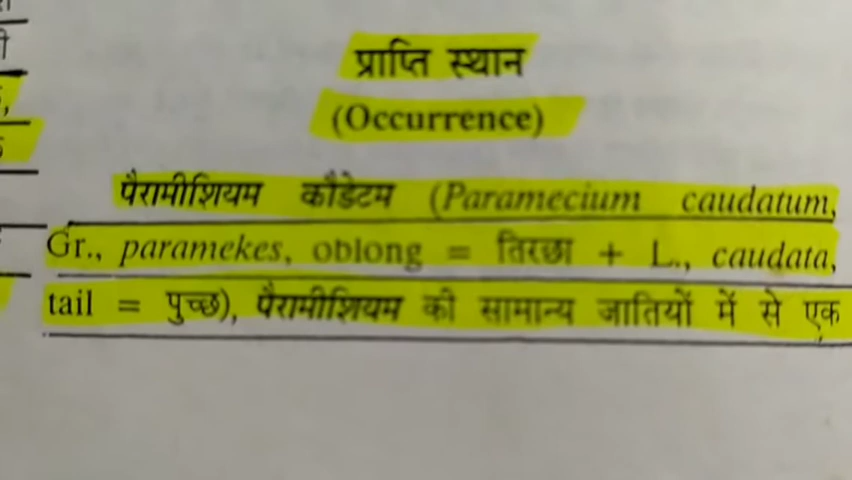 प्राप्ति स्थान
(Occurrence)
पैरामीशियम कौडेटम (Paramecium caudatum,
Gr., paramekes, oblong = तिरछा + L., caudata,
tail = पुच्छ), पैरामीशियम की सामान्य जातियों में से एक